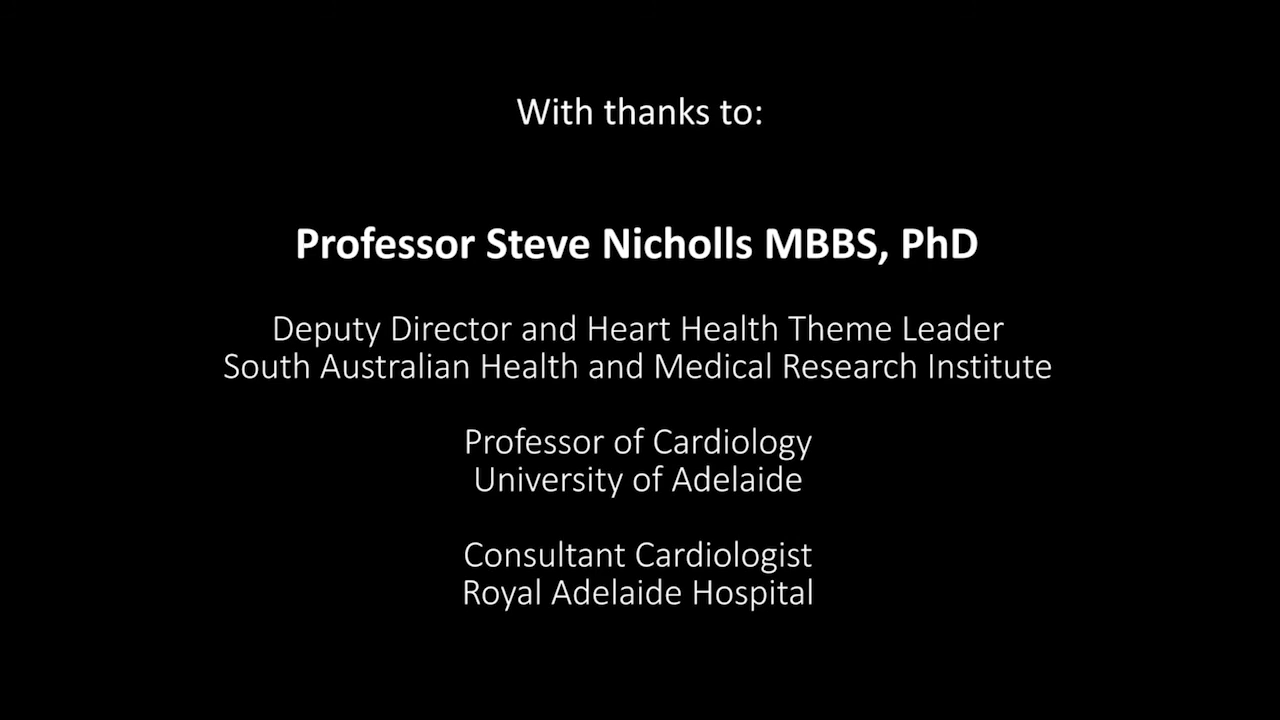 With thanks to:
Professor Steve Nicholls MBBS, PhD
Deputy Director and Heart Health Theme Leader
South Australian Health and Medical Research Institute
Professor of Cardiology
University of Adelaide
Consultant Cardiologist
Royal Adelaide Hospital